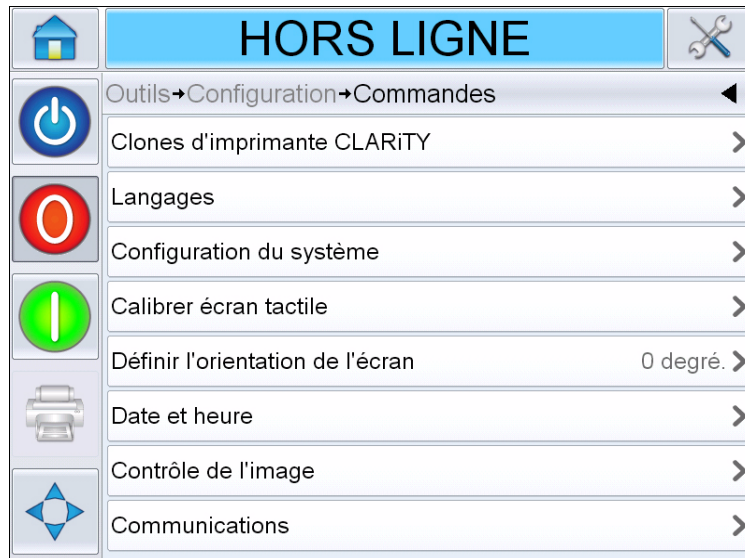 HORS LIGNE
Outils→Configuration→Commandes
Clones d'imprimante CLARiTY
Langages
Configuration du système
Calibrer écran tactile
Définir l'orientation de l'écran 0 degré.
Date et heure
Contrôle de l'image
Communications